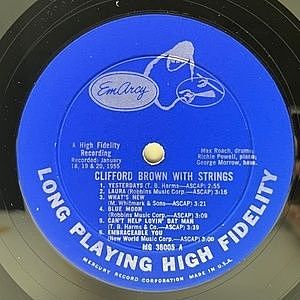 EmArcy
A High Fidelity
Recording
Recorded: January
18, 19 & 20, 1955
Max Roach, drums
Richie Powell, piano
George Morrow, bass
CLIFFORD BROWN WITH STRINGS
1. YESTERDAYS (T. B. Harms—ASCAP) 2:55
2. LAURA (Robbins Music Corp.—ASCAP) 3:15
3. WHAT'S NEW
(M. Whitmark & Sons—ASCAP) 3:21
4. BLUE MOON
(Robbins Music Corp.—ASCAP) 3:09
5. CAN'T HELP LOVIN' DAT MAN
(T. B. Harms & Co.—ASCAP) 3:40
6. EMBRACEABLE YOU
(New World Music Corp.—ASCAP) 3:00
MG 36005 A
LONG PLAYING HIGH FIDELITY
MERCURY RECORD CORPORATION MADE IN U.S.A.